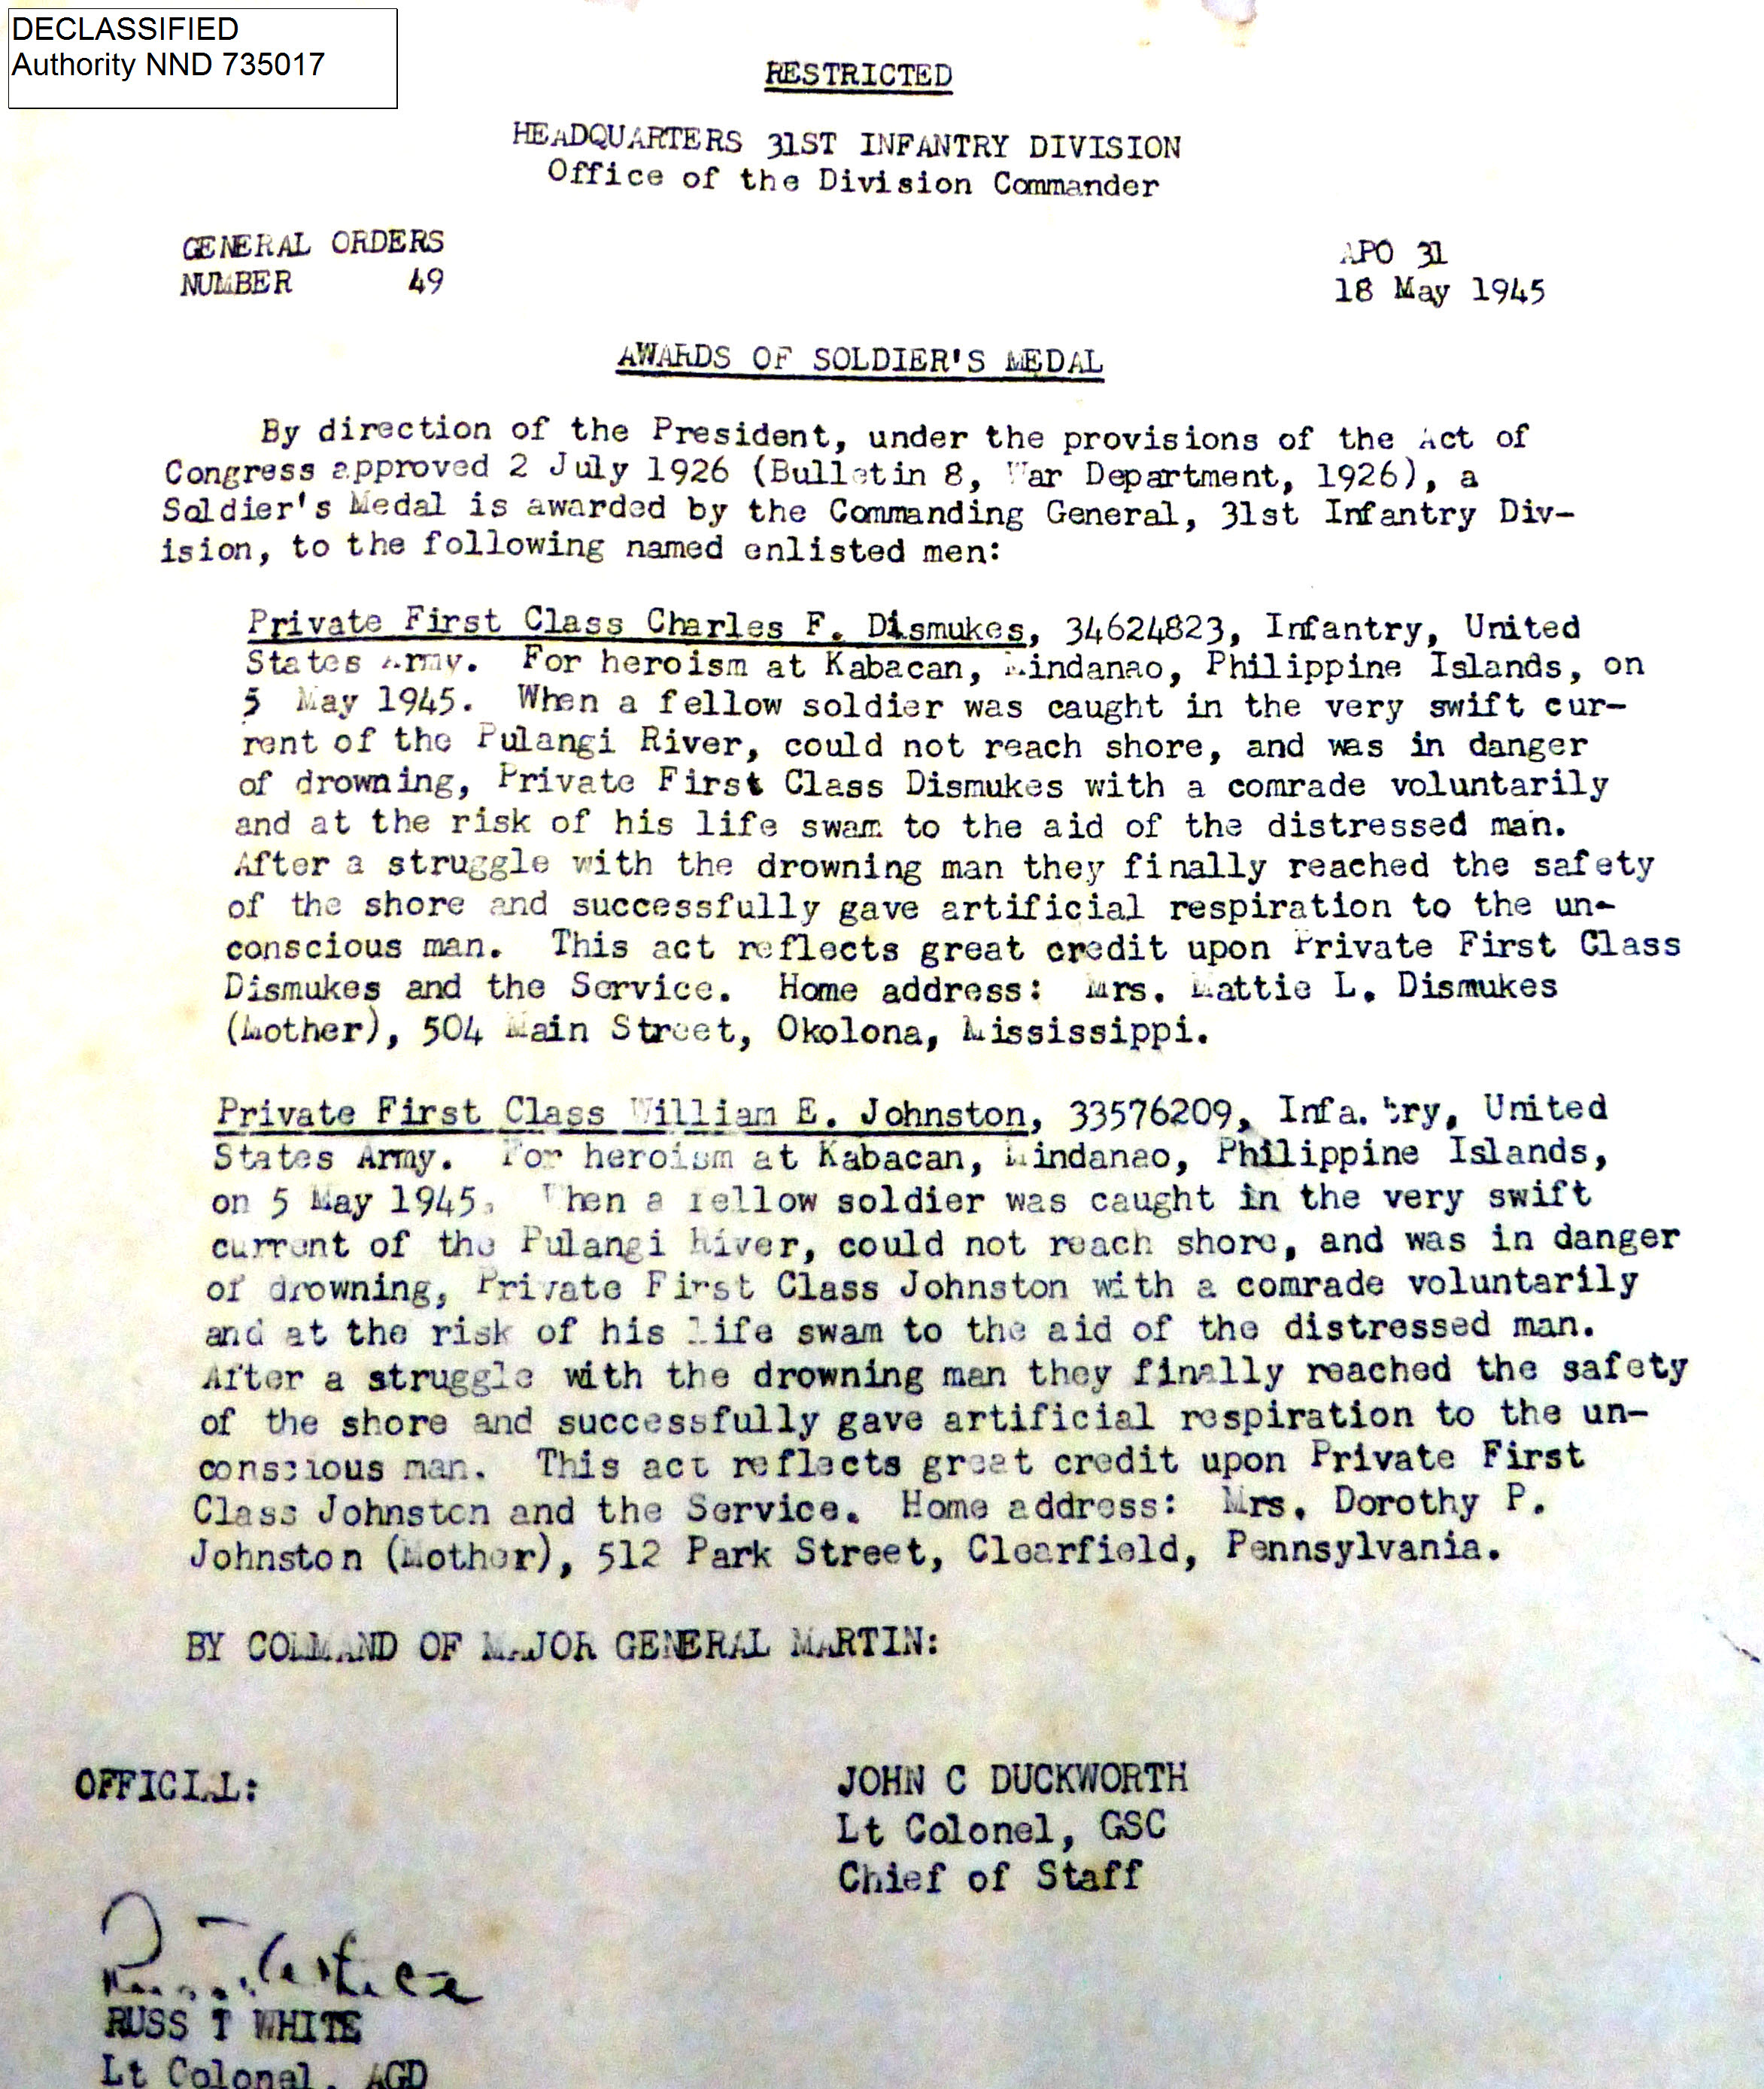 DECLASSIFIED
Authority NND 735017
RESTRICTED
HEADQUARTERS 31ST INFANTRY DIVISION
Office of the Division Commander
GENERAL ORDERS
NUMBER 49
APO 31
18 May 1945
AWARDS OF SOLDIER'S MEDAL
By direction of the President, under the provisions of the Act of
Congress approved 2 July 1926 (Bulletin 8, War Department, 1926), a
Soldier's Medal is awarded by the Commanding General, 31st Infantry Div-
ision, to the following named enlisted men:
Private First Class Charles F. Dismukes, 34624823, Infantry, United
States Army. For heroism at Kabacan, Mindanao, Philippine Islands, on
5 May 1945. When a fellow soldier was caught in the very swift cur-
rent of the Pulangi River, could not reach shore, and was in danger
of drowning, Private First Class Dismukes with a comrade voluntarily
and at the risk of his life swam to the aid of the distressed man.
After a struggle with the drowning man they finally reached the safety
of the shore and successfully gave artificial respiration to the un-
conscious man. This act reflects great credit upon Private First Class
Dismukes and the Service. Home address: Mrs. Mattie L. Dismukes
(Mother), 504 Main Street, Okolona, Mississippi.
Private First Class William E. Johnston, 33576209, Infantry, United
States Army. For heroism at Kabacan, Mindanao, Philippine Islands,
on 5 May 1945. When a fellow soldier was caught in the very swift
current of the Pulangi River, could not reach shore, and was in danger
of drowning, Private First Class Johnston with a comrade voluntarily
and at the risk of his life swam to the aid of the distressed man.
After a struggle with the drowning man they finally reached the safety
of the shore and successfully gave artificial respiration to the un-
conscious man. This act reflects great credit upon Private First
Class Johnston and the Service. Home address: Mrs. Dorothy P.
Johnston (Mother), 512 Park Street, Clearfield, Pennsylvania.
BY COMMAND OF MAJOR GENERAL MARTIN:
OFFICIAL:
JOHN C DUCKWORTH
Lt Colonel, GSC
Chief of Staff
RUSS T WHITE
Lt Colonel, AGD